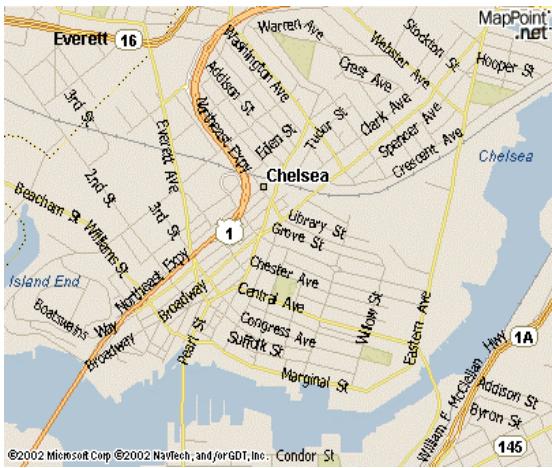 MapPoint
.net
Everett
16
Warren Ave
Washington Ave
Webster Ave
Stockton St
Hooper St
Addison St
Crest Ave
3rd St
Everett Ave
Northeast Expy
Eden St
Tudor St
Clark Ave
Spencer Ave
Crescent Ave
Chelsea
Chelsea
2nd St
3rd St
Beacham St
Williams St
1
Library St
Grove St
Island End
Northeast Expy
Broadway
Chester Ave
Central Ave
Willow St
Eastern Ave
Boatswains Way
Broadway
Pearl St
Congress Ave
Suffolk St
Marginal St
1A
William F McClellan Hwy
Addison St
Byron St
145
Condor St
©2002 Microsoft Corp ©2002 NavTech, and/or GDT, Inc.